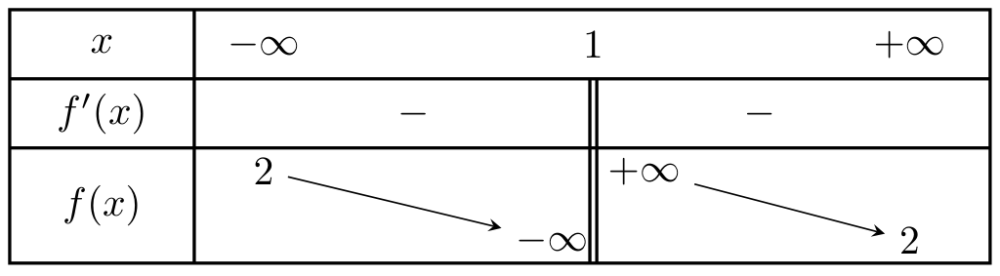 x −∞ 1 +∞
f′(x) − −
f(x) 2 −∞ +∞ 2